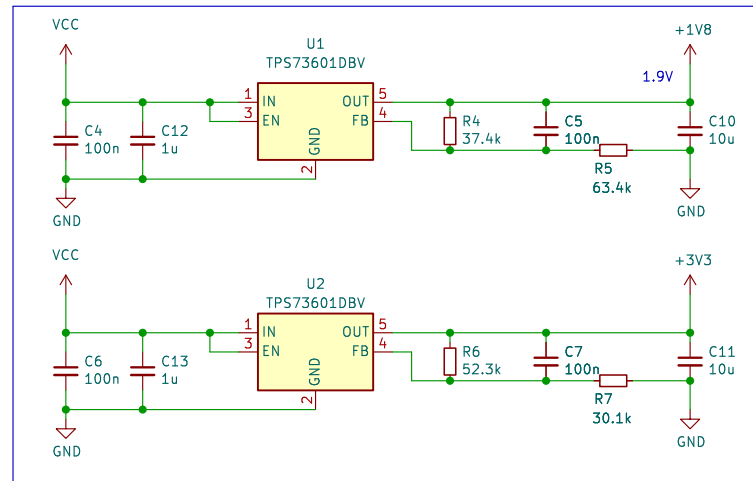 VCC
U1
TPS73601DBV
+1V8
1.9V
1 IN OUT 5
3 EN FB 4
GND
2
C4
100n
C12
1u
R4
37.4k
C5
100n
C10
10u
R5
63.4k
GND
GND
VCC
U2
TPS73601DBV
+3V3
1 IN OUT 5
3 EN FB 4
GND
2
C6
100n
C13
1u
R6
52.3k
C7
100n
C11
10u
R7
30.1k
GND
GND